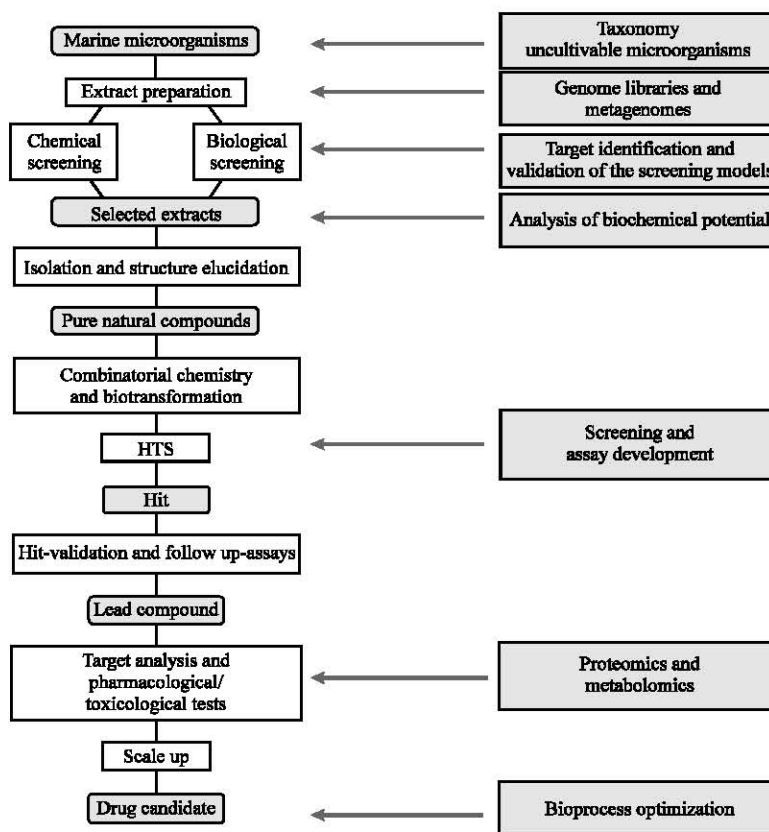 Marine microorganisms
Taxonomy
uncultivable microorganisms
Extract preparation
Genome libraries and
metagenomes
Chemical
screening
Biological
screening
Target identification and
validation of the screening models
Selected extracts
Analysis of biochemical potential
Isolation and structure elucidation
Pure natural compounds
Combinatorial chemistry
and biotransformation
HTS
Screening and
assay development
Hit
Hit-validation and follow up-assays
Lead compound
Target analysis and
pharmacological/
toxicological tests
Proteomics and
metabolomics
Scale up
Drug candidate
Bioprocess optimization